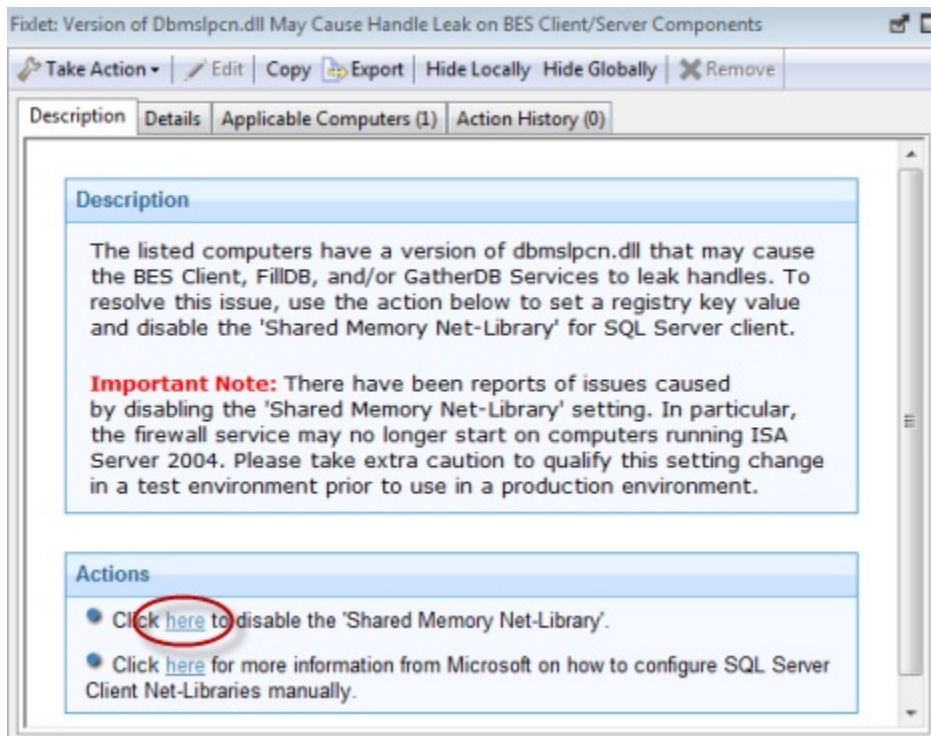 Fixlet: Version of Dbmslpcn.dll May Cause Handle Leak on BES Client/Server Components
Take Action Edit Copy Export Hide Locally Hide Globally Remove
Description Details Applicable Computers (1) Action History (0)
Description
The listed computers have a version of dbmslpcn.dll that may cause
the BES Client, FillDB, and/or GatherDB Services to leak handles. To
resolve this issue, use the action below to set a registry key value
and disable the 'Shared Memory Net-Library' for SQL Server client.
Important Note: There have been reports of issues caused
by disabling the 'Shared Memory Net-Library' setting. In particular,
the firewall service may no longer start on computers running ISA
Server 2004. Please take extra caution to qualify this setting change
in a test environment prior to use in a production environment.
Actions
Click here to disable the 'Shared Memory Net-Library'.
Click here for more information from Microsoft on how to configure SQL Server
Client Net-Libraries manually.